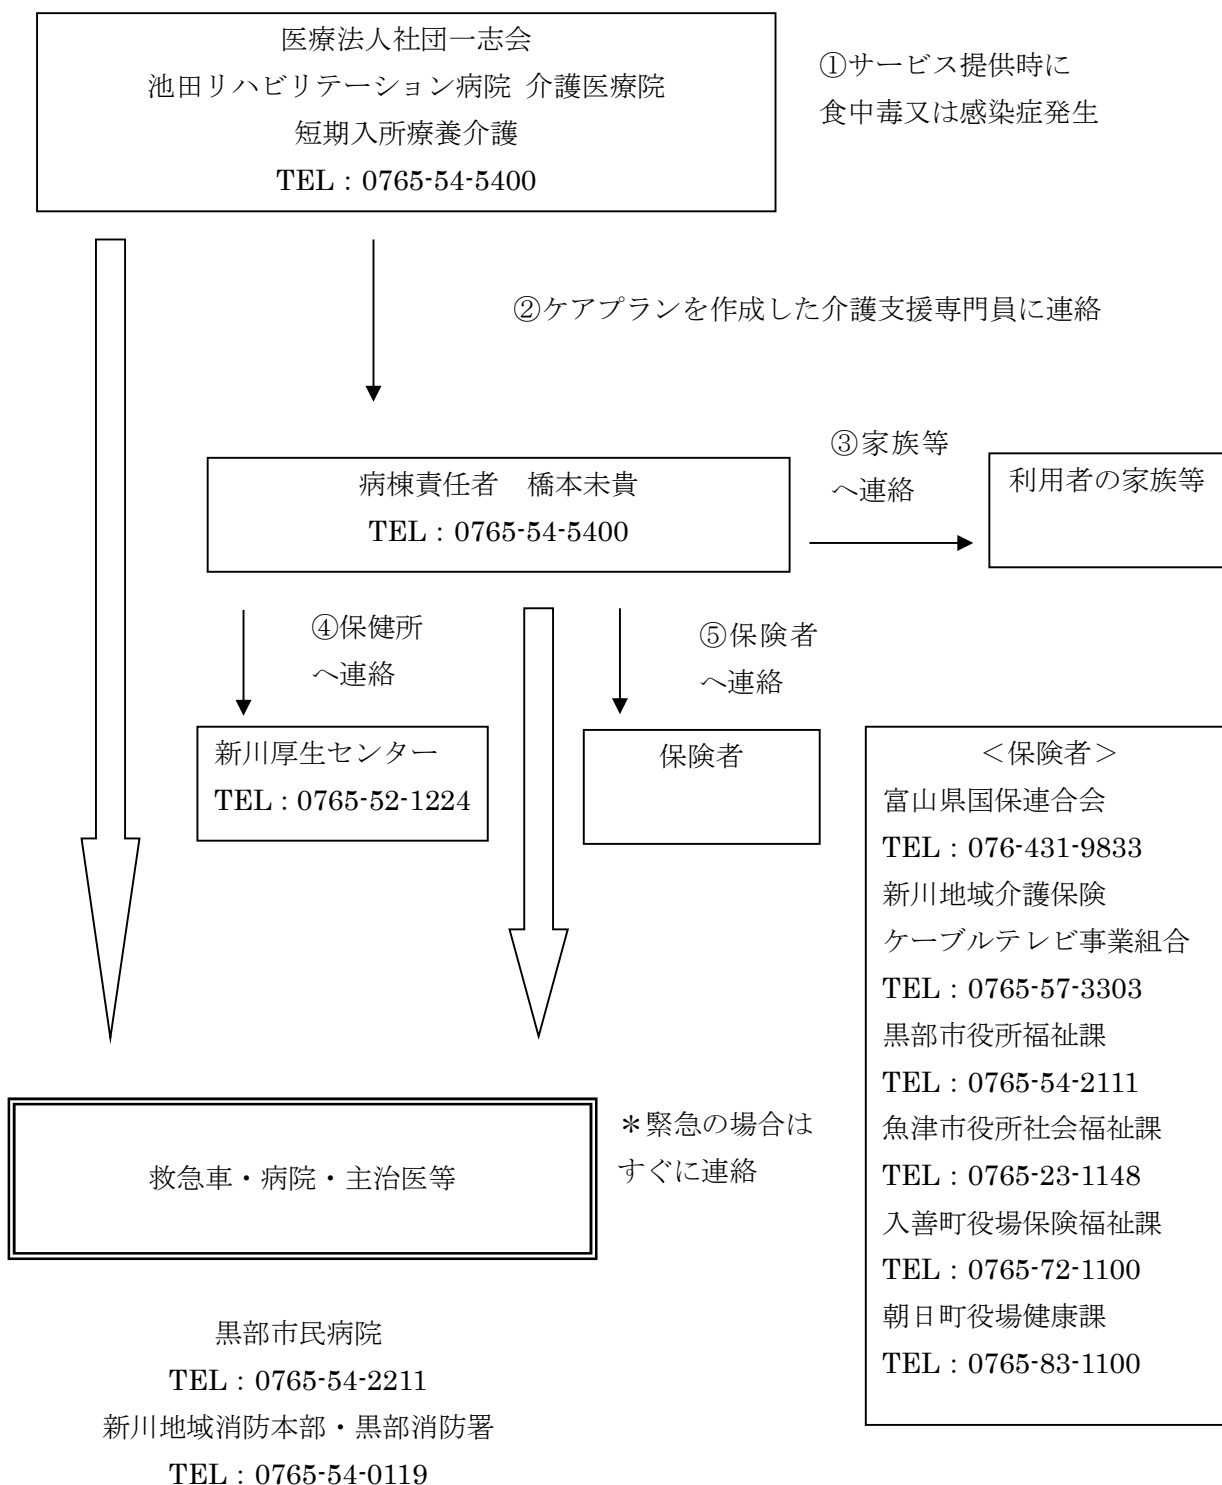 医療法人社団一志会
池田リハビリテーション病院 介護医療院
短期入所療養介護
TEL：0765-54-5400
①サービス提供時に
食中毒又は感染症発生
②ケアプランを作成した介護支援専門員に連絡
病棟責任者　橋本未貴
TEL：0765-54-5400
③家族等
へ連絡
利用者の家族等
④保健所
へ連絡
⑤保険者
へ連絡
新川厚生センター
TEL：0765-52-1224
保険者
＜保険者＞
富山県国保連合会
TEL：076-431-9833
新川地域介護保険
ケーブルテレビ事業組合
TEL：0765-57-3303
黒部市役所福祉課
TEL：0765-54-2111
魚津市役所社会福祉課
TEL：0765-23-1148
入善町役場保険福祉課
TEL：0765-72-1100
朝日町役場健康課
TEL：0765-83-1100
救急車・病院・主治医等
＊緊急の場合は
すぐに連絡
黒部市民病院
TEL：0765-54-2211
新川地域消防本部・黒部消防署
TEL：0765-54-0119